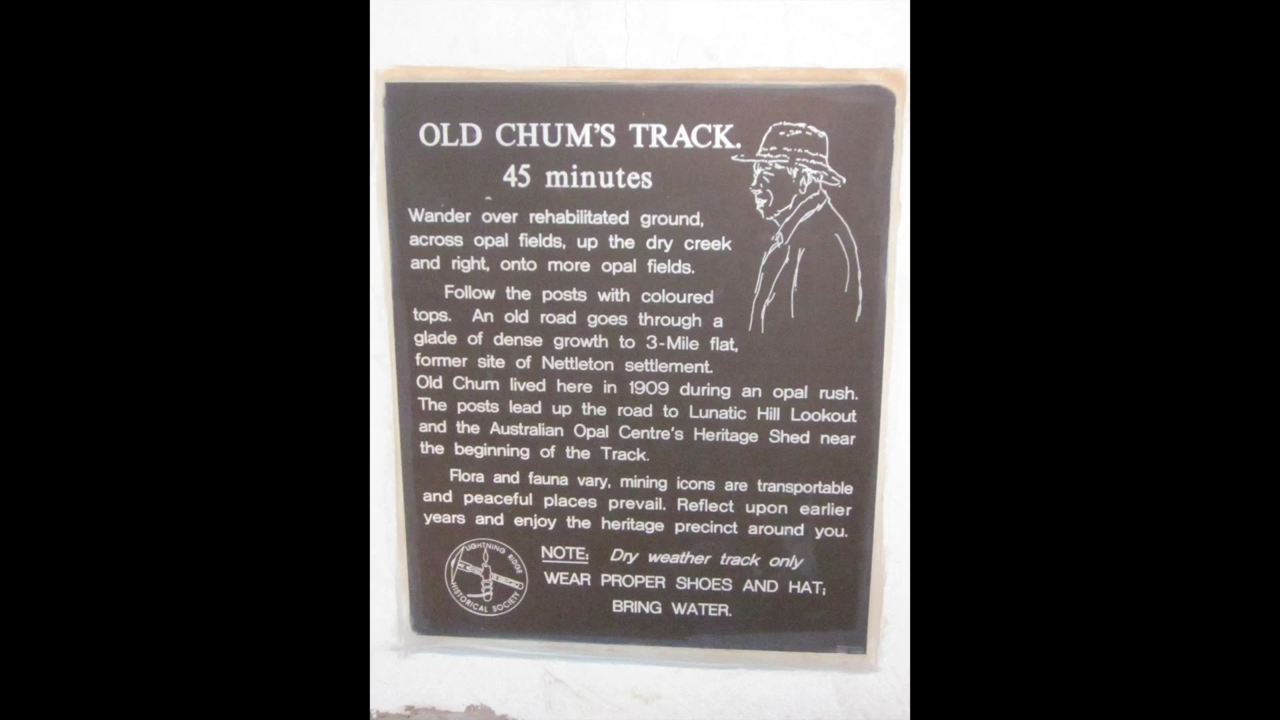 OLD CHUM'S TRACK.
45 minutes
Wander over rehabilitated ground,
across opal fields, up the dry creek
and right, onto more opal fields.
Follow the posts with coloured
tops. An old road goes through a
glade of dense growth to 3-Mile flat,
former site of Nettleton settlement.
Old Chum lived here in 1909 during an opal rush.
The posts lead up the road to Lunatic Hill Lookout
and the Australian Opal Centre's Heritage Shed near
the beginning of the Track.
Flora and fauna vary, mining icons are transportable
and peaceful places prevail. Reflect upon earlier
years and enjoy the heritage precinct around you.
LIGHTNING RIDGE
HISTORICAL SOCIETY
NOTE: Dry weather track only
WEAR PROPER SHOES AND HAT;
BRING WATER.